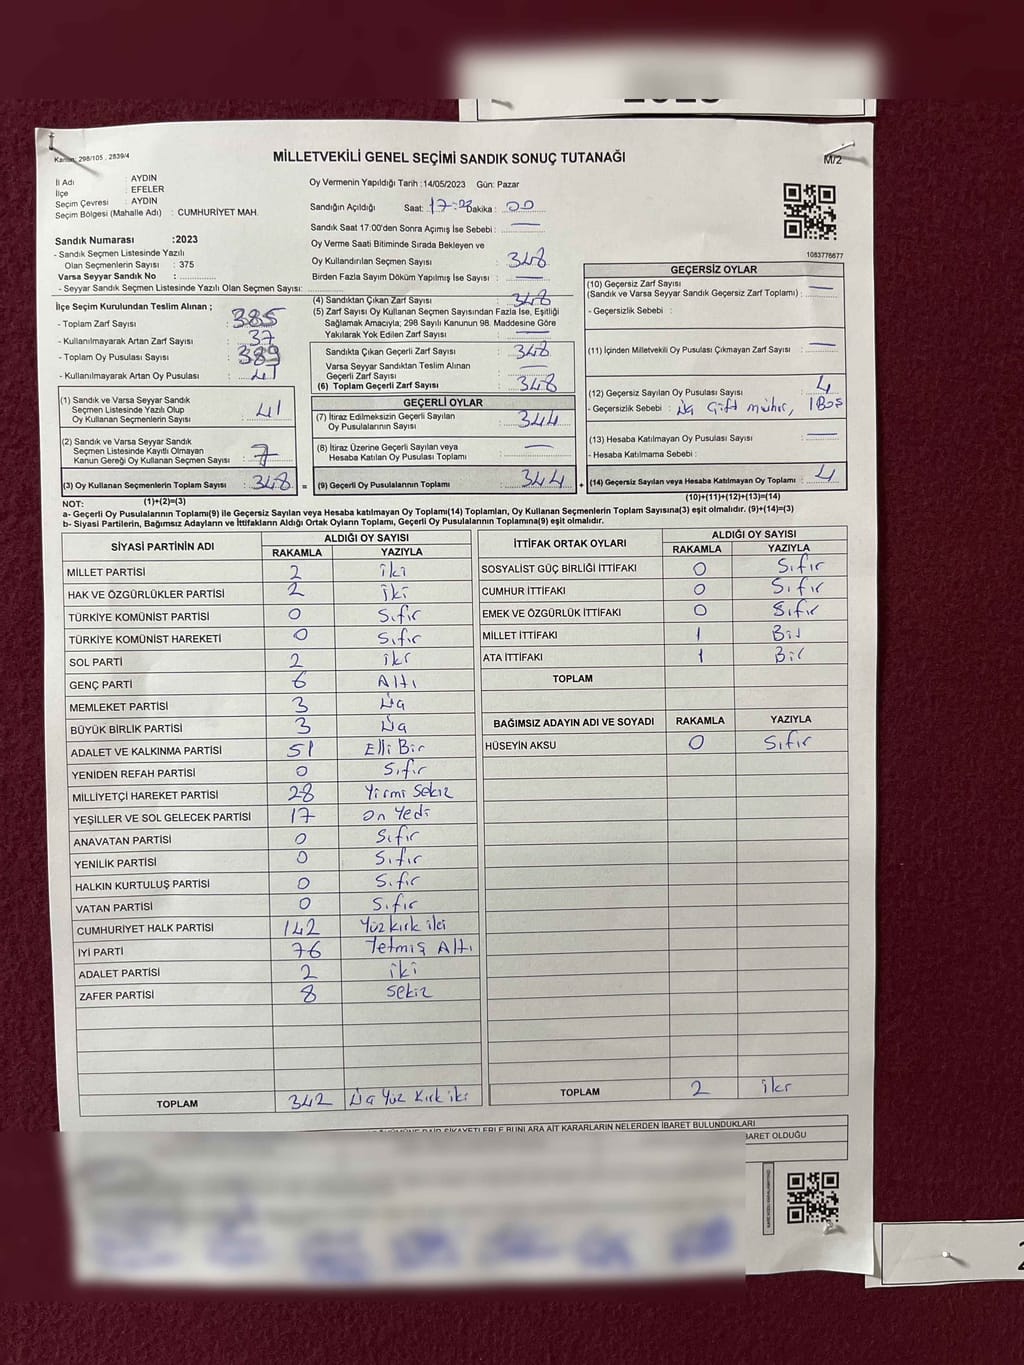 Kanun: 298/105 , 2839/4
MİLLETVEKİLİ GENEL SEÇİMİ SANDIK SONUÇ TUTANAĞI
M/2
İl Adı : AYDIN
İlçe : EFELER
Seçim Çevresi : AYDIN
Seçim Bölgesi (Mahalle Adı) : CUMHURİYET MAH.
Sandık Numarası :2023
- Sandık Seçmen Listesinde Yazılı
Olan Seçmenlerin Sayısı : 375
Varsa Seyyar Sandık No :
- Seyyar Sandık Seçmen Listesinde Yazılı Olan Seçmen Sayısı:
Oy Vermenin Yapıldığı Tarih :14/05/2023 Gün: Pazar
Sandığın Açıldığı Saat: Dakika : 00
Sandık Saat 17.00'den Sonra Açılmış İse Sebebi : —
Oy Verme Saati Bitiminde Sırada Bekleyen ve
Oy Kullandırılan Seçmen Sayısı : 348
Birden Fazla Sayım Döküm Yapılmış İse Sayısı : —
1083776677
İlçe Seçim Kurulundan Teslim Alınan ;
- Toplam Zarf Sayısı : 385
- Kullanılmayarak Artan Zarf Sayısı : 37
- Toplam Oy Pusulası Sayısı : 389
- Kullanılmayarak Artan Oy Pusulası : 41
(1) Sandık ve Varsa Seyyar Sandık
Seçmen Listesinde Yazılı Olup
Oy Kullanan Seçmenlerin Sayısı : 41
(2) Sandık ve Varsa Seyyar Sandık
Seçmen Listesinde Kayıtlı Olmayan
Kanun Gereği Oy Kullanan Seçmen Sayısı : 7
(3) Oy Kullanan Seçmenlerin Toplam Sayısı : 348
(1)+(2)=(3)
(4) Sandıktan Çıkan Zarf Sayısı : 348
(5) Zarf Sayısı Oy Kullanan Seçmen Sayısından Fazla İse, Eşitliği
Sağlamak Amacıyla; 298 Sayılı Kanunun 98. Maddesine Göre
Yakılarak Yok Edilen Zarf Sayısı : —
Sandıkta Çıkan Geçerli Zarf Sayısı : 348
Varsa Seyyar Sandıktan Teslim Alınan
Geçerli Zarf Sayısı : —
(6) Toplam Geçerli Zarf Sayısı : 348
GEÇERLİ OYLAR
(7) İtiraz Edilmeksizin Geçerli Sayılan
Oy Pusulalarının Sayısı : 344
(8) İtiraz Üzerine Geçerli Sayılan veya
Hesaba Katılan Oy Pusulası Toplamı : —
= (9) Geçerli Oy Pusulalarının Toplamı : 344 +
GEÇERSİZ OYLAR
(10) Geçersiz Zarf Sayısı
(Sandık ve Varsa Seyyar Sandık Geçersiz Zarf Toplamı) : —
- Geçersizlik Sebebi :
(11) İçinden Milletvekili Oy Pusulası Çıkmayan Zarf Sayısı : —
(12) Geçersiz Sayılan Oy Pusulası Sayısı : 4
- Geçersizlik Sebebi : üç çift mühür, 1 Boş
(13) Hesaba Katılmayan Oy Pusulası Sayısı : —
- Hesaba Katılmama Sebebi :
(14) Geçersiz Sayılan veya Hesaba Katılmayan Oy Toplamı : 4
(10)+(11)+(12)+(13)=(14)
NOT:
a- Geçerli Oy Pusulalarının Toplamı(9) ile Geçersiz Sayılan veya Hesaba katılmayan Oy Toplamı(14) Toplamları, Oy Kullanan Seçmenlerin Toplam Sayısına(3) eşit olmalıdır. (9)+(14)=(3)
b- Siyasi Partilerin, Bağımsız Adayların ve İttifakların Aldığı Ortak Oyların Toplamı, Geçerli Oy Pusulalarının Toplamına(9) eşit olmalıdır.
SİYASİ PARTİNİN ADI ALDIĞI OY SAYISI
RAKAMLA YAZIYLA
MİLLET PARTİSİ 2 iki
HAK VE ÖZGÜRLÜKLER PARTİSİ 2 iki
TÜRKİYE KOMÜNİST PARTİSİ 0 Sıfır
TÜRKİYE KOMÜNİST HAREKETİ 0 Sıfır
SOL PARTİ 2 iki
GENÇ PARTİ 6 Altı
MEMLEKET PARTİSİ 3 üç
BÜYÜK BİRLİK PARTİSİ 3 üç
ADALET VE KALKINMA PARTİSİ 51 Elli Bir
YENİDEN REFAH PARTİSİ 0 Sıfır
MİLLİYETÇİ HAREKET PARTİSİ 28 Yirmi Sekiz
YEŞİLLER VE SOL GELECEK PARTİSİ 17 On Yedi
ANAVATAN PARTİSİ 0 Sıfır
YENİLİK PARTİSİ 0 Sıfır
HALKIN KURTULUŞ PARTİSİ 0 Sıfır
VATAN PARTİSİ 0 Sıfır
CUMHURİYET HALK PARTİSİ 142 Yüz kırk iki
İYİ PARTİ 76 Yetmiş Altı
ADALET PARTİSİ 2 iki
ZAFER PARTİSİ 8 Sekiz
TOPLAM 342 üç Yüz Kırk iki
İTTİFAK ORTAK OYLARI ALDIĞI OY SAYISI
RAKAMLA YAZIYLA
SOSYALİST GÜÇ BİRLİĞİ İTTİFAKI 0 Sıfır
CUMHUR İTTİFAKI 0 Sıfır
EMEK VE ÖZGÜRLÜK İTTİFAKI 0 Sıfır
MİLLET İTTİFAKI 1 Bir
ATA İTTİFAKI 1 Bir
TOPLAM
BAĞIMSIZ ADAYIN ADI VE SOYADI RAKAMLA YAZIYLA
HÜSEYİN AKSU 0 Sıfır
TOPLAM 2 iki
ŞİKAYETLERLE BUNLARA AİT KARARLARIN NELERDEN İBARET BULUNDUKLARI
İBARET OLDUĞU